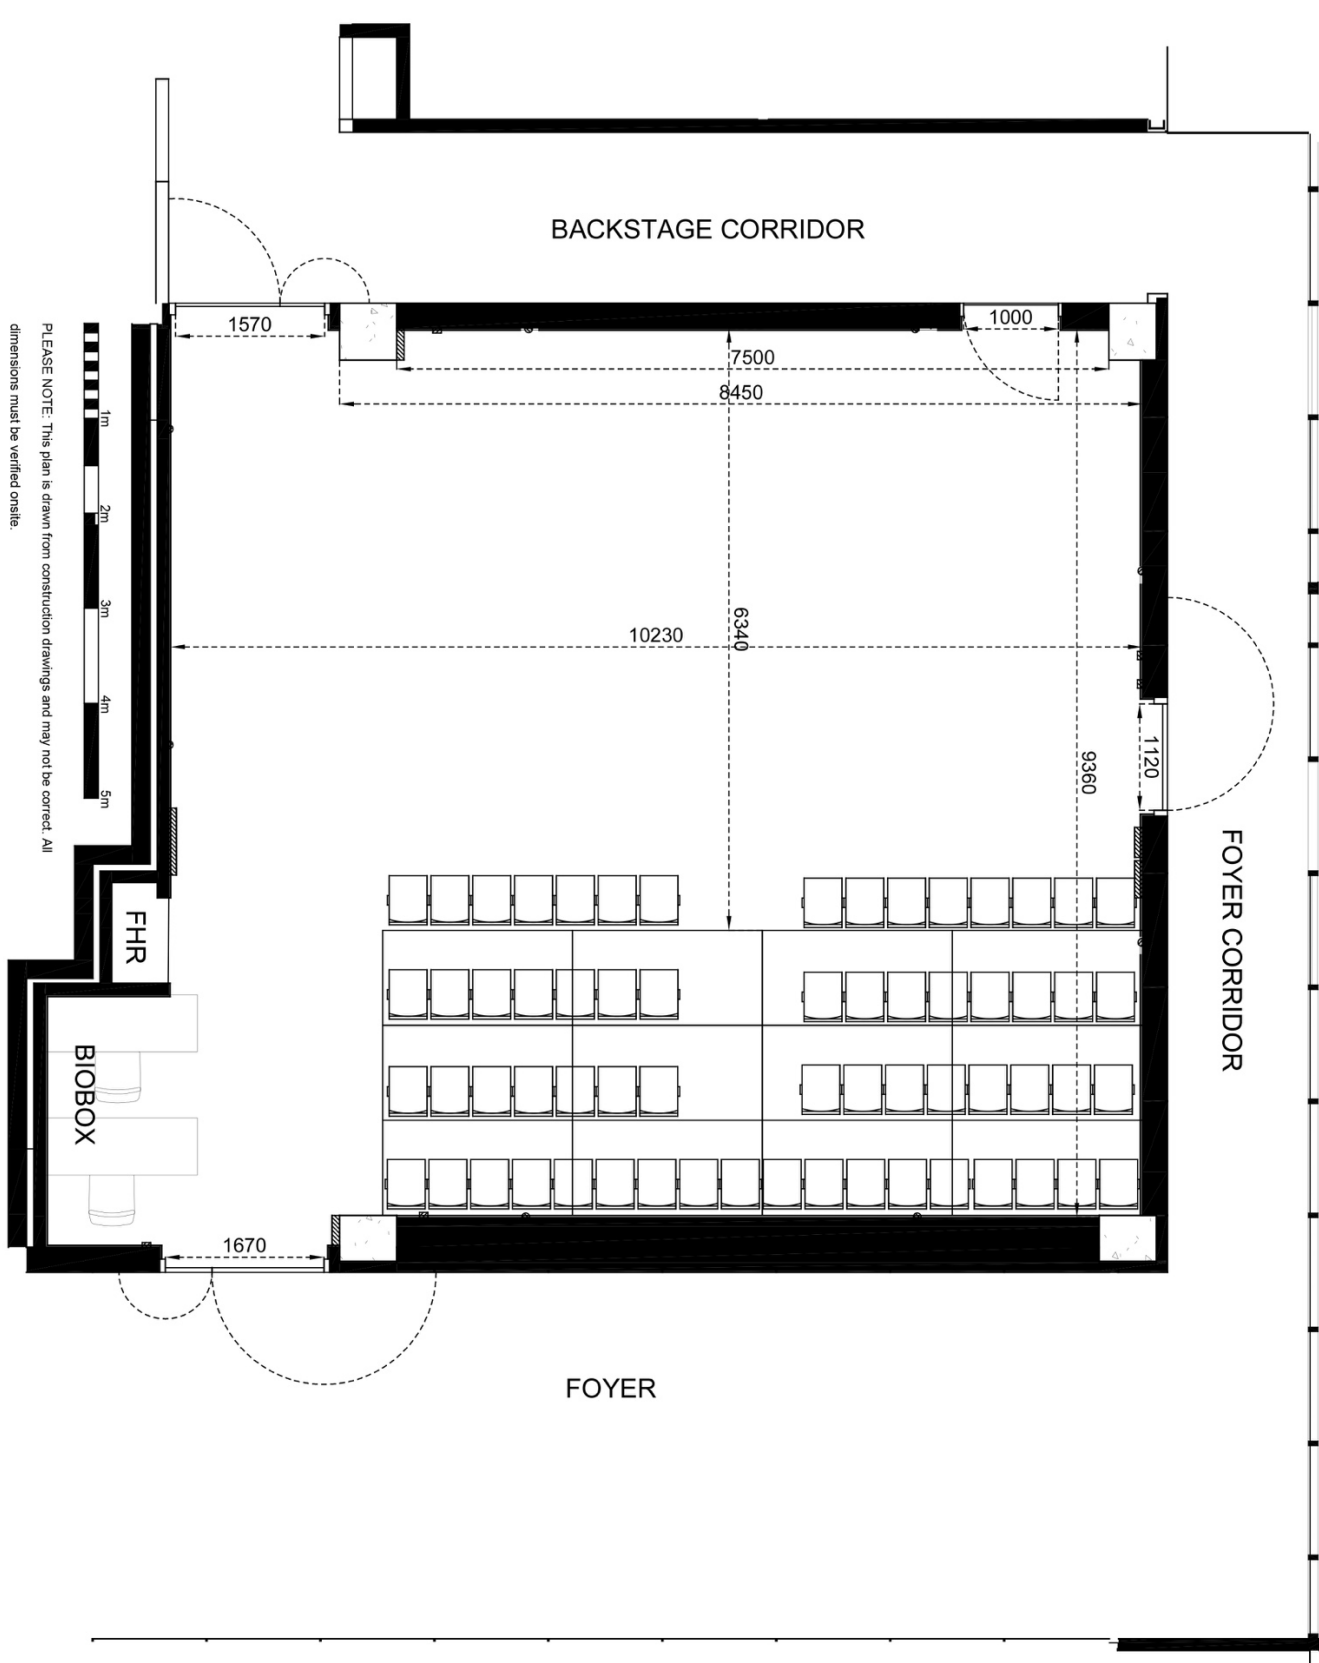 BACKSTAGE CORRIDOR
1570
1000
7500
8450
6340
10230
9360
1120
FOYER CORRIDOR
FHR
BIOBOX
1670
FOYER
1m
2m
3m
4m
5m
PLEASE NOTE: This plan is drawn from construction drawings and may not be correct. All
dimensions must be verified onsite.